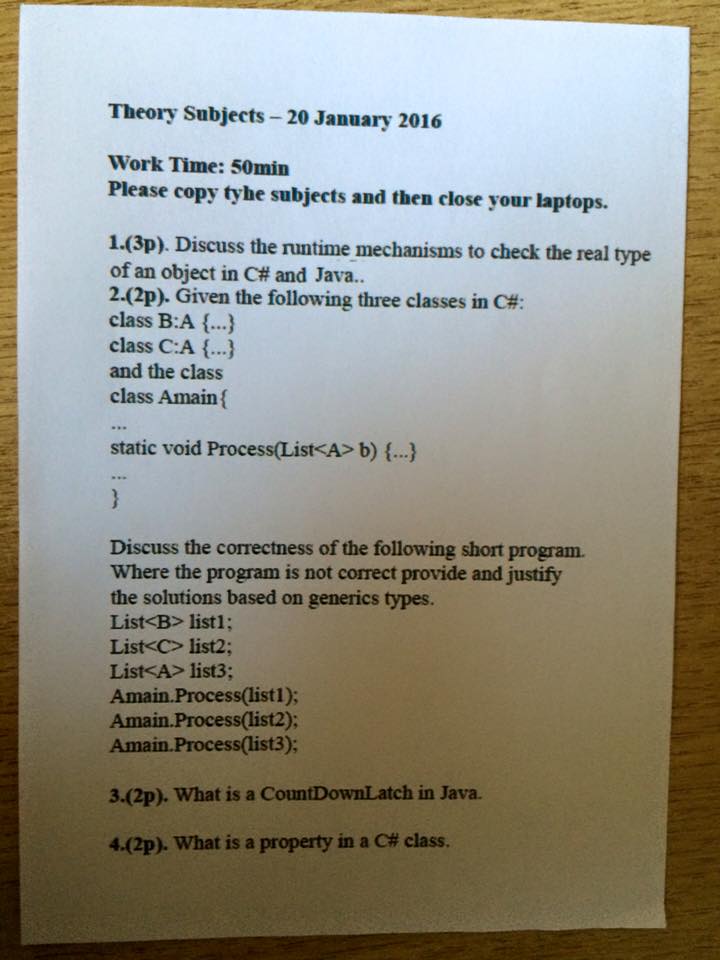 Theory Subjects – 20 January 2016
Work Time: 50min
Please copy tyhe subjects and then close your laptops.
1.(3p). Discuss the runtime mechanisms to check the real type
of an object in C# and Java..
2.(2p). Given the following three classes in C#:
class B:A {...}
class C:A {...}
and the class
class Amain{
...
static void Process(List<A> b) {...}
...
}
Discuss the correctness of the following short program.
Where the program is not correct provide and justify
the solutions based on generics types.
List<B> list1;
List<C> list2;
List<A> list3;
Amain.Process(list1);
Amain.Process(list2);
Amain.Process(list3);
3.(2p). What is a CountDownLatch in Java.
4.(2p). What is a property in a C# class.